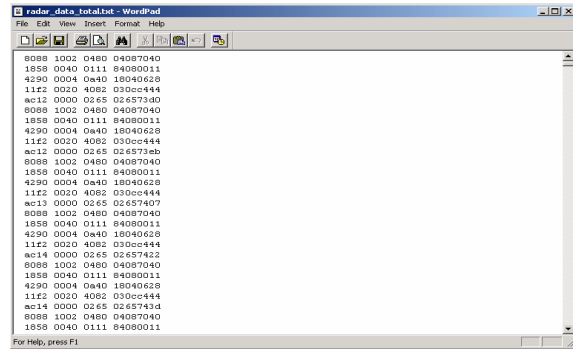 radar_data_total.txt - WordPad
File Edit View Insert Format Help
8088 1002 0480 04087040
1858 0040 0111 84080011
4290 0004 0a40 18040628
11f2 0020 4082 030cc444
ac12 0000 0265 026573d0
8088 1002 0480 04087040
1858 0040 0111 84080011
4290 0004 0a40 18040628
11f2 0020 4082 030cc444
ac12 0000 0265 026573eb
8088 1002 0480 04087040
1858 0040 0111 84080011
4290 0004 0a40 18040628
11f2 0020 4082 030cc444
ac13 0000 0265 02657407
8088 1002 0480 04087040
1858 0040 0111 84080011
4290 0004 0a40 18040628
11f2 0020 4082 030cc444
ac14 0000 0265 02657422
8088 1002 0480 04087040
1858 0040 0111 84080011
4290 0004 0a40 18040628
11f2 0020 4082 030cc444
ac14 0000 0265 0265743d
8088 1002 0480 04087040
1858 0040 0111 84080011
For Help, press F1